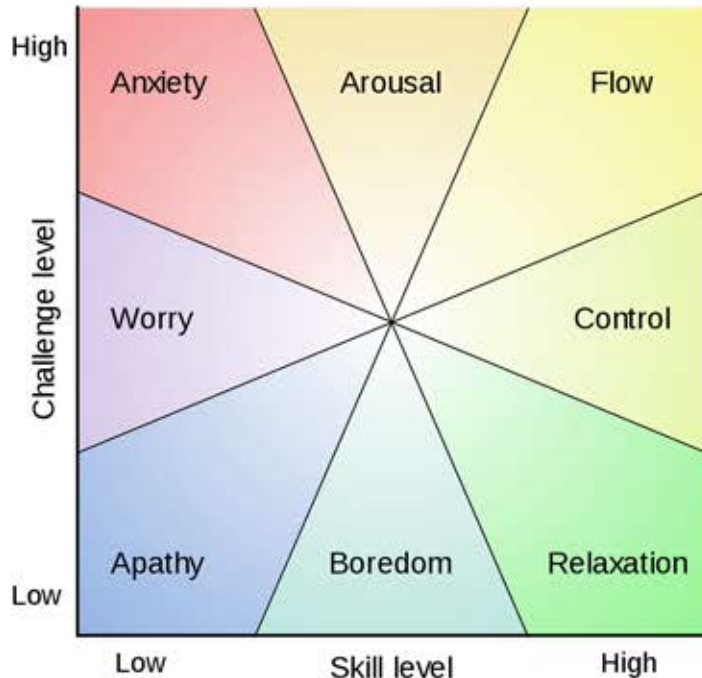 High
Anxiety
Arousal
Flow
Challenge level
Worry
Control
Apathy
Boredom
Relaxation
Low
Low
Skill level
High